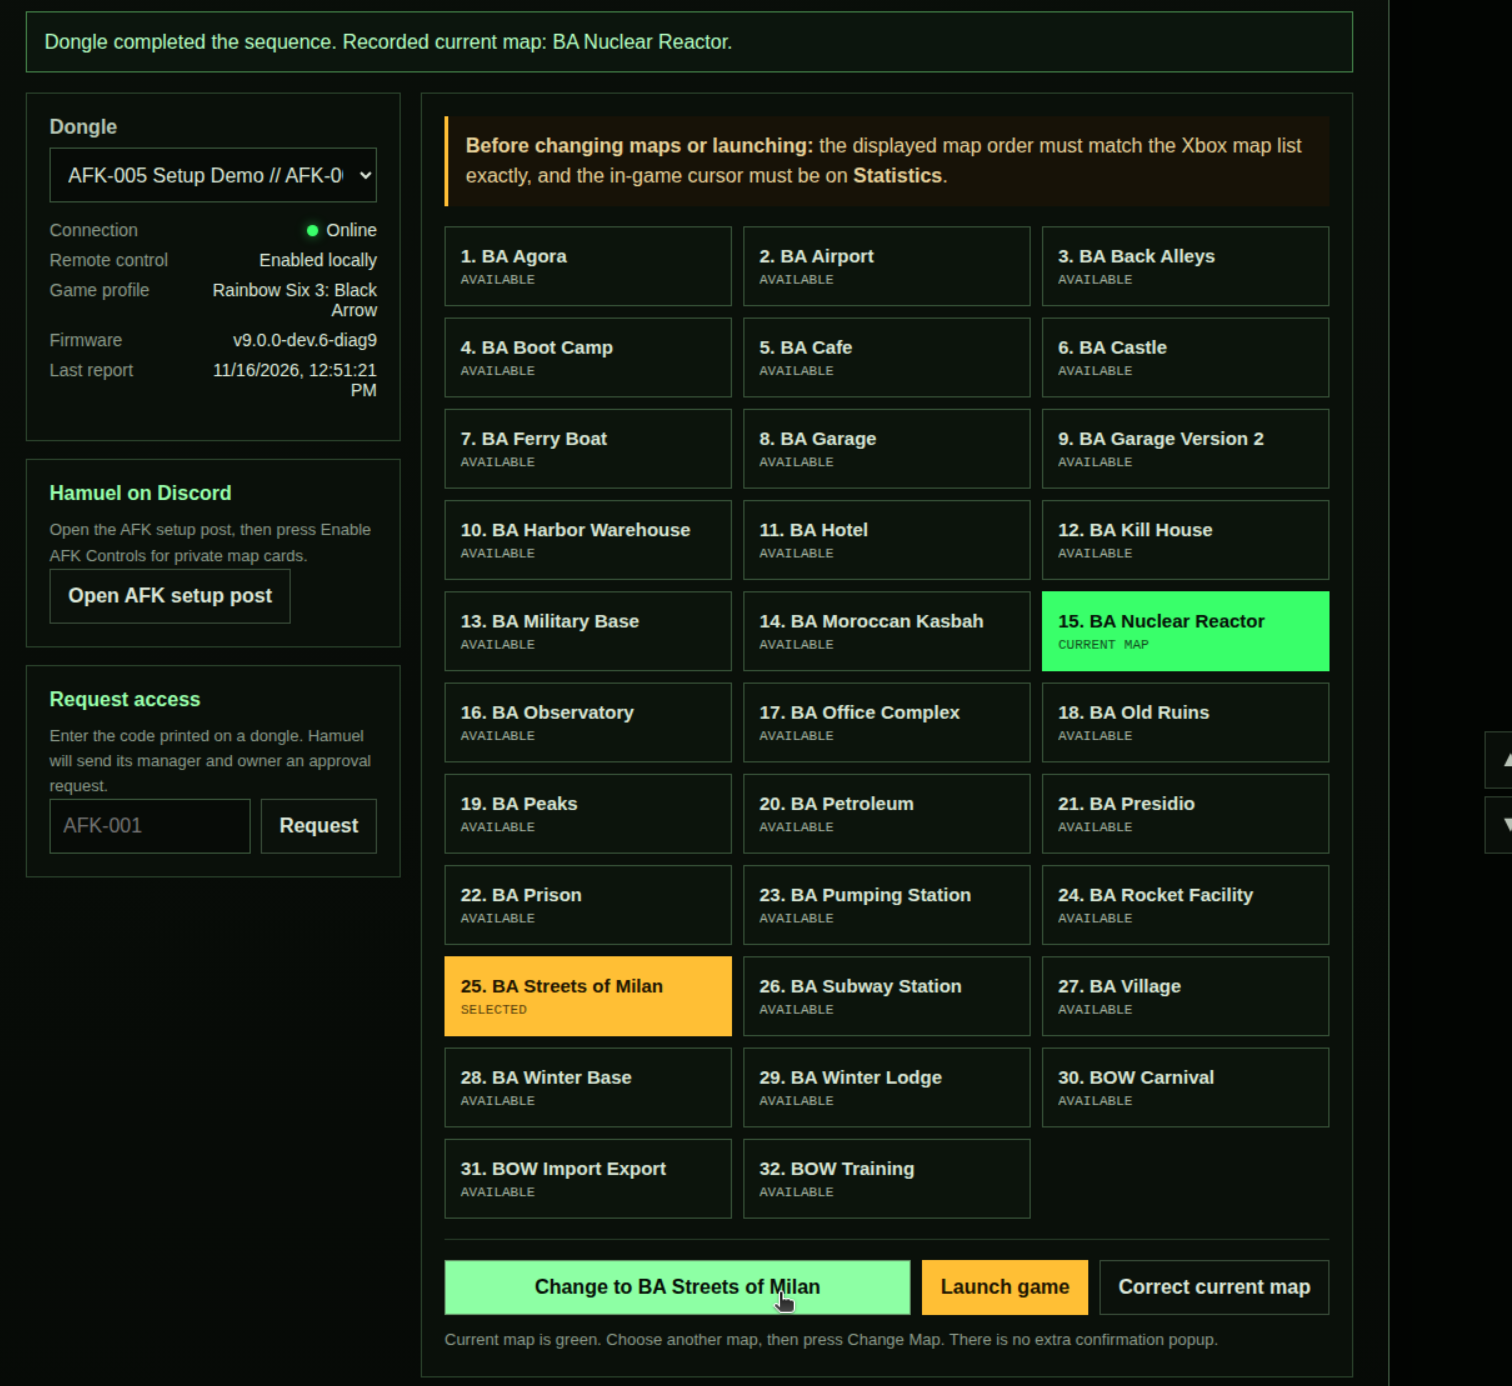 Dongle completed the sequence. Recorded current map: BA Nuclear Reactor.
Dongle
AFK-005 Setup Demo // AFK-0
Connection
Online
Remote control
Enabled locally
Game profile
Rainbow Six 3: Black
Arrow
Firmware
v9.0.0-dev.6-diag9
Last report
11/16/2026, 12:51:21
PM
Hamuel on Discord
Open the AFK setup post, then press Enable
AFK Controls for private map cards.
Open AFK setup post
Request access
Enter the code printed on a dongle. Hamuel
will send its manager and owner an approval
request.
AFK-001
Request
Before changing maps or launching: the displayed map order must match the Xbox map list
exactly, and the in-game cursor must be on Statistics.
1. BA Agora
AVAILABLE
2. BA Airport
AVAILABLE
3. BA Back Alleys
AVAILABLE
4. BA Boot Camp
AVAILABLE
5. BA Cafe
AVAILABLE
6. BA Castle
AVAILABLE
7. BA Ferry Boat
AVAILABLE
8. BA Garage
AVAILABLE
9. BA Garage Version 2
AVAILABLE
10. BA Harbor Warehouse
AVAILABLE
11. BA Hotel
AVAILABLE
12. BA Kill House
AVAILABLE
13. BA Military Base
AVAILABLE
14. BA Moroccan Kasbah
AVAILABLE
15. BA Nuclear Reactor
CURRENT MAP
16. BA Observatory
AVAILABLE
17. BA Office Complex
AVAILABLE
18. BA Old Ruins
AVAILABLE
19. BA Peaks
AVAILABLE
20. BA Petroleum
AVAILABLE
21. BA Presidio
AVAILABLE
22. BA Prison
AVAILABLE
23. BA Pumping Station
AVAILABLE
24. BA Rocket Facility
AVAILABLE
25. BA Streets of Milan
SELECTED
26. BA Subway Station
AVAILABLE
27. BA Village
AVAILABLE
28. BA Winter Base
AVAILABLE
29. BA Winter Lodge
AVAILABLE
30. BOW Carnival
AVAILABLE
31. BOW Import Export
AVAILABLE
32. BOW Training
AVAILABLE
Change to BA Streets of Milan
Launch game
Correct current map
Current map is green. Choose another map, then press Change Map. There is no extra confirmation popup.